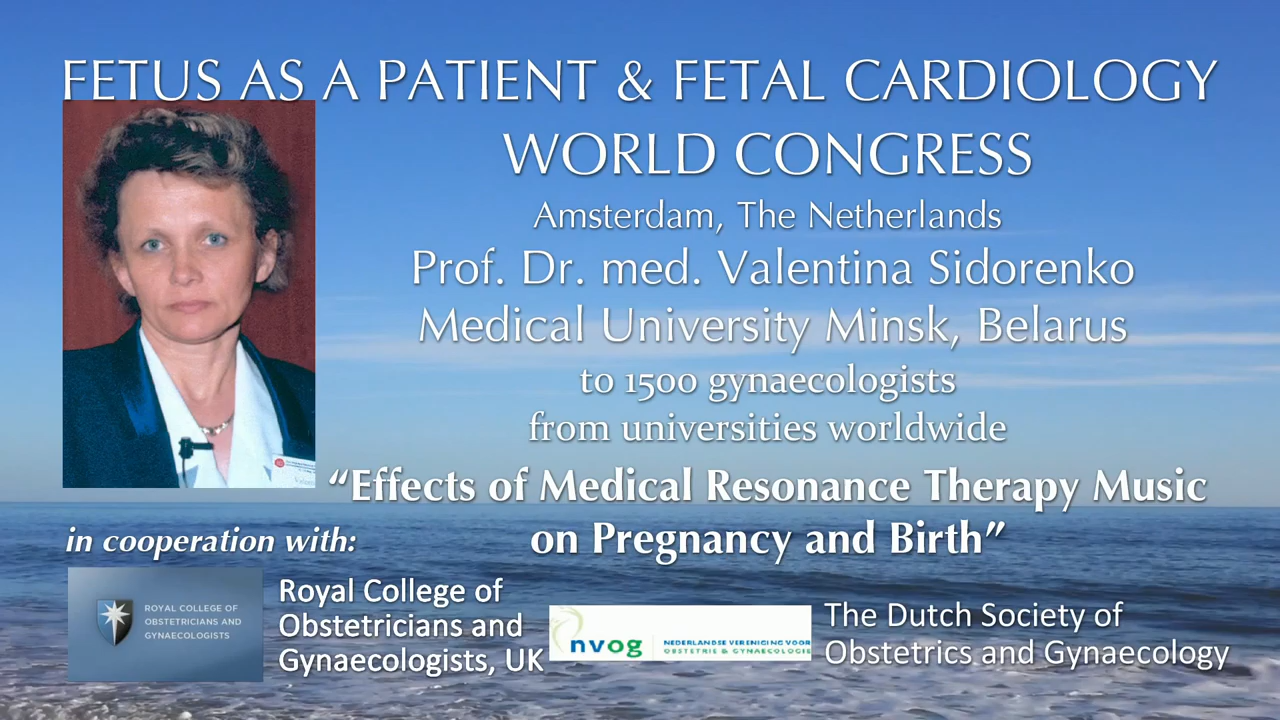 FETUS AS A PATIENT & FETAL CARDIOLOGY
WORLD CONGRESS
Amsterdam, The Netherlands
Prof. Dr. med. Valentina Sidorenko
Medical University Minsk, Belarus
to 1500 gynaecologists
from universities worldwide
“Effects of Medical Resonance Therapy Music
on Pregnancy and Birth”
in cooperation with:
ROYAL COLLEGE OF
OBSTETRICIANS AND
GYNAECOLOGISTS
Royal College of
Obstetricians and
Gynaecologists, UK
nvog
NEDERLANDSE VERENIGING VOOR
OBSTETRIE & GYNAECOLOGIE
The Dutch Society of
Obstetrics and Gynaecology